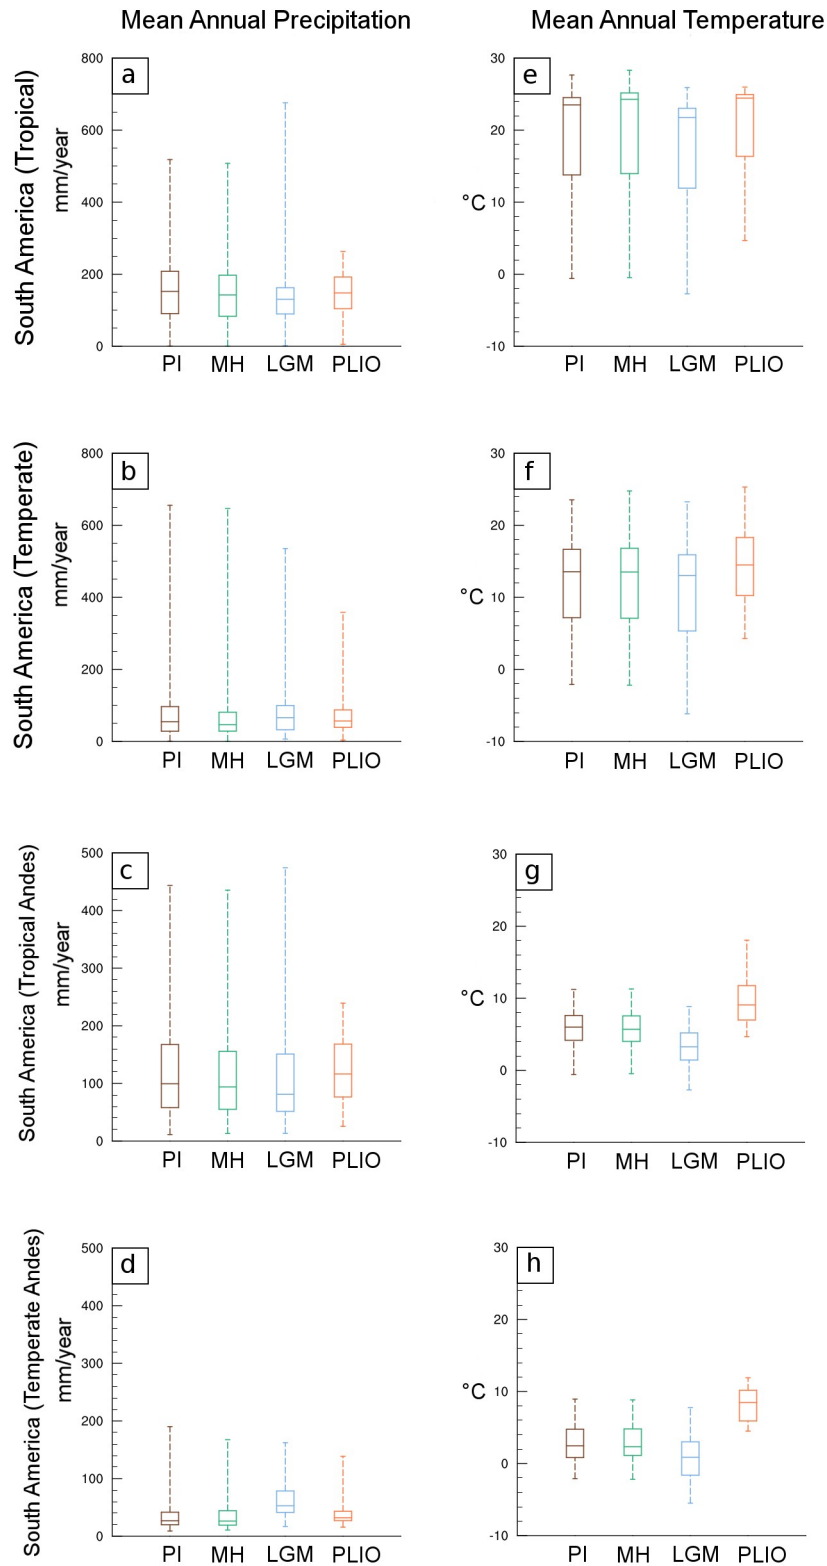 Mean Annual Precipitation
Mean Annual Temperature
South America (Tropical)
mm/year
800
600
400
200
0
a
PI MH LGM PLIO
°C
30
20
10
0
-10
e
PI MH LGM PLIO
South America (Temperate)
mm/year
800
600
400
200
0
b
PI MH LGM PLIO
°C
30
20
10
0
-10
f
PI MH LGM PLIO
South America (Tropical Andes)
mm/year
500
400
300
200
100
0
c
PI MH LGM PLIO
°C
30
20
10
0
-10
g
PI MH LGM PLIO
South America (Temperate Andes)
mm/year
500
400
300
200
100
0
d
PI MH LGM PLIO
°C
30
20
10
0
-10
h
PI MH LGM PLIO